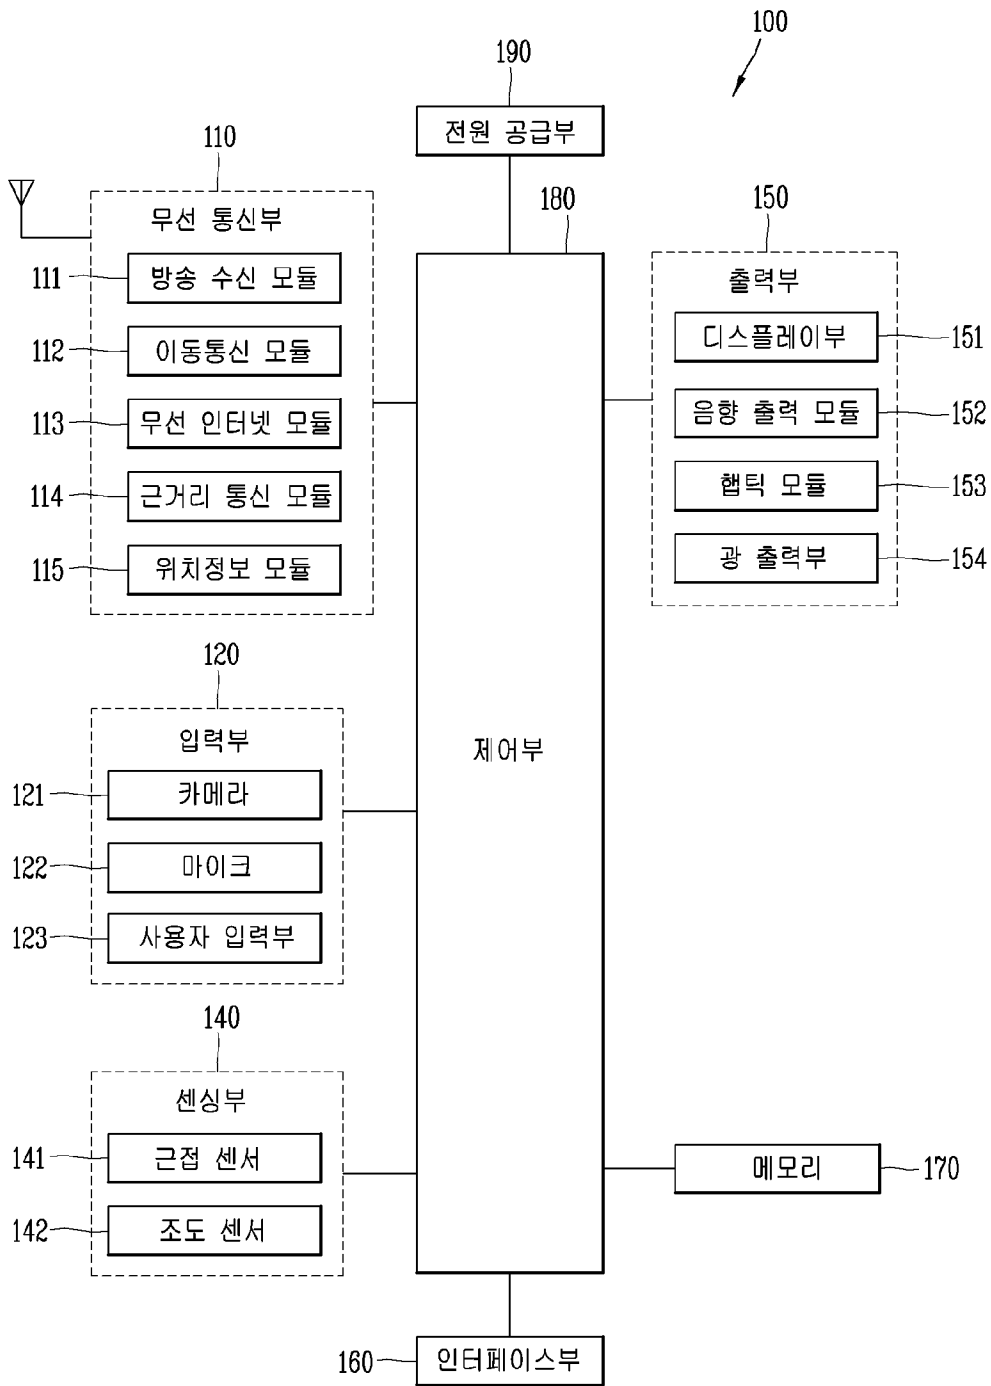 100
190
전원 공급부
110
무선 통신부
111 방송 수신 모듈
112 이동통신 모듈
113 무선 인터넷 모듈
114 근거리 통신 모듈
115 위치정보 모듈
120
입력부
121 카메라
122 마이크
123 사용자 입력부
140
센싱부
141 근접 센서
142 조도 센서
180
제어부
150
출력부
디스플레이부 151
음향 출력 모듈 152
햅틱 모듈 153
광 출력부 154
메모리 170
160 인터페이스부